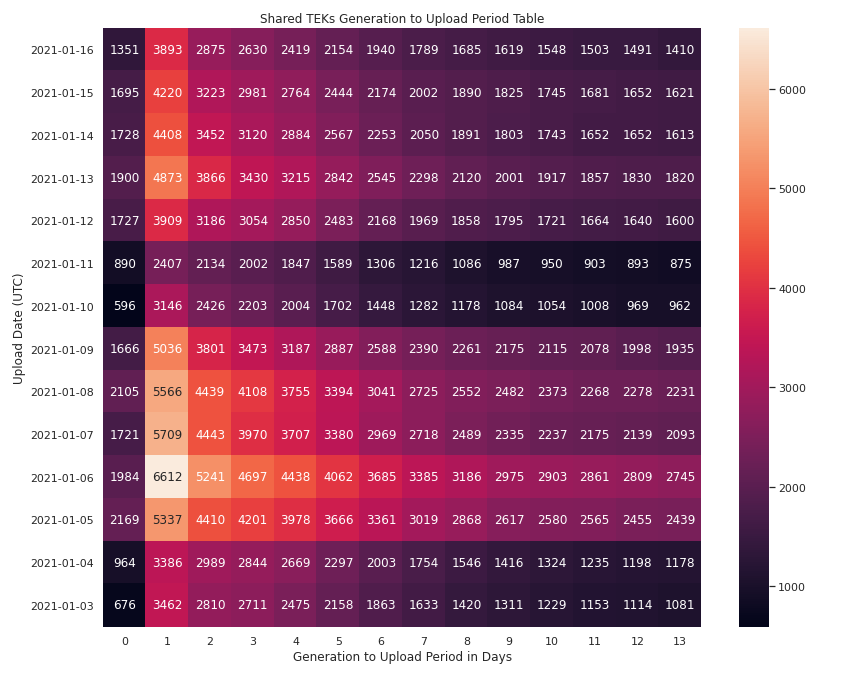 Shared TEKs Generation to Upload Period Table
2021-01-16 1351 3893 2875 2630 2419 2154 1940 1789 1685 1619 1548 1503 1491 1410
2021-01-15 1695 4220 3223 2981 2764 2444 2174 2002 1890 1825 1745 1681 1652 1621
2021-01-14 1728 4408 3452 3120 2884 2567 2253 2050 1891 1803 1743 1652 1652 1613
2021-01-13 1900 4873 3866 3430 3215 2842 2545 2298 2120 2001 1917 1857 1830 1820
2021-01-12 1727 3909 3186 3054 2850 2483 2168 1969 1858 1795 1721 1664 1640 1600
2021-01-11 890 2407 2134 2002 1847 1589 1306 1216 1086 987 950 903 893 875
2021-01-10 596 3146 2426 2203 2004 1702 1448 1282 1178 1084 1054 1008 969 962
2021-01-09 1666 5036 3801 3473 3187 2887 2588 2390 2261 2175 2115 2078 1998 1935
2021-01-08 2105 5566 4439 4108 3755 3394 3041 2725 2552 2482 2373 2268 2278 2231
2021-01-07 1721 5709 4443 3970 3707 3380 2969 2718 2489 2335 2237 2175 2139 2093
2021-01-06 1984 6612 5241 4697 4438 4062 3685 3385 3186 2975 2903 2861 2809 2745
2021-01-05 2169 5337 4410 4201 3978 3666 3361 3019 2868 2617 2580 2565 2455 2439
2021-01-04 964 3386 2989 2844 2669 2297 2003 1754 1546 1416 1324 1235 1198 1178
2021-01-03 676 3462 2810 2711 2475 2158 1863 1633 1420 1311 1229 1153 1114 1081
0 1 2 3 4 5 6 7 8 9 10 11 12 13
Generation to Upload Period in Days
Upload Date (UTC)
6000
5000
4000
3000
2000
1000